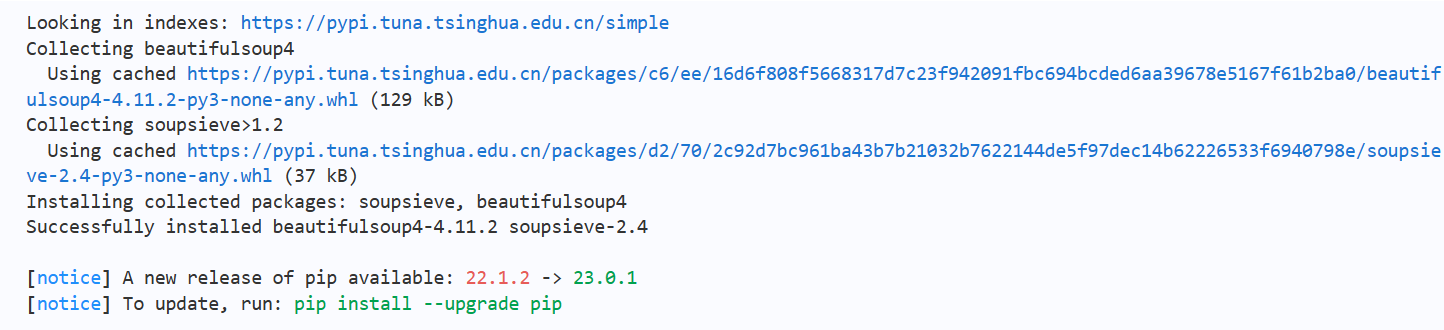 Looking in indexes: https://pypi.tuna.tsinghua.edu.cn/simple
Collecting beautifulsoup4
  Using cached https://pypi.tuna.tsinghua.edu.cn/packages/c6/ee/16d6f808f5668317d7c23f942091fbc694bcded6aa39678e5167f61b2ba0/beautif
ulsoup4-4.11.2-py3-none-any.whl (129 kB)
Collecting soupsieve>1.2
  Using cached https://pypi.tuna.tsinghua.edu.cn/packages/d2/70/2c92d7bc961ba43b7b21032b7622144de5f97dec14b62226533f6940798e/soupsie
ve-2.4-py3-none-any.whl (37 kB)
Installing collected packages: soupsieve, beautifulsoup4
Successfully installed beautifulsoup4-4.11.2 soupsieve-2.4

[notice] A new release of pip available: 22.1.2 -> 23.0.1
[notice] To update, run: pip install --upgrade pip